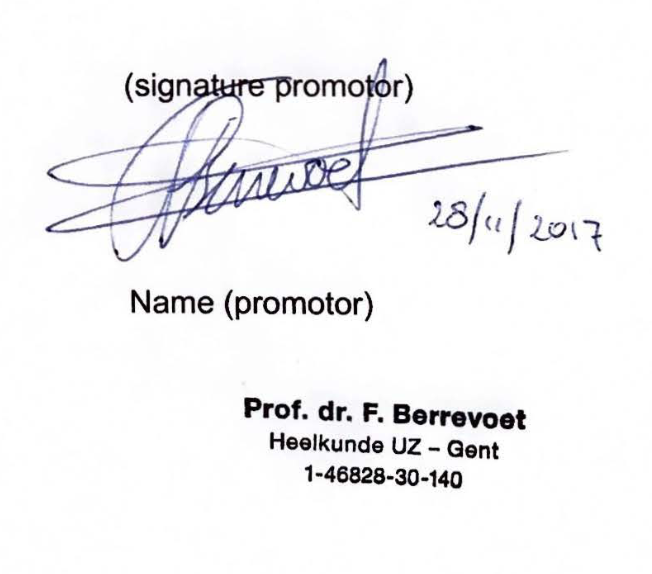 (signature promotor)
Berrevoet
28/11/2017
Name (promotor)
Prof. dr. F. Berrevoet
Heelkunde UZ – Gent
1-46828-30-140